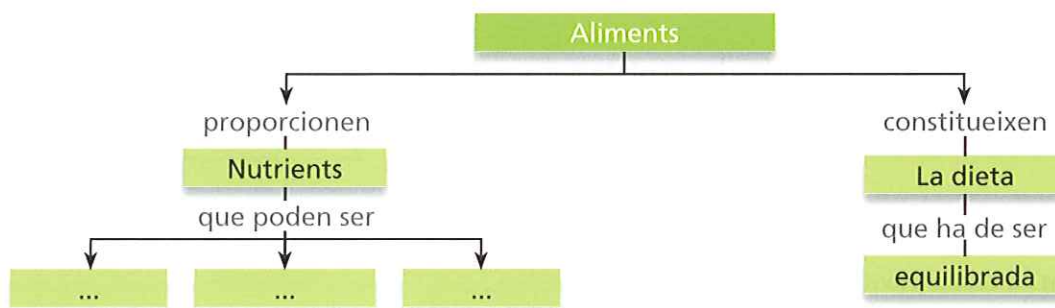 Aliments
proporcionen
constitueixen
Nutrients
La dieta
que poden ser
que ha de ser
...
...
...
equilibrada